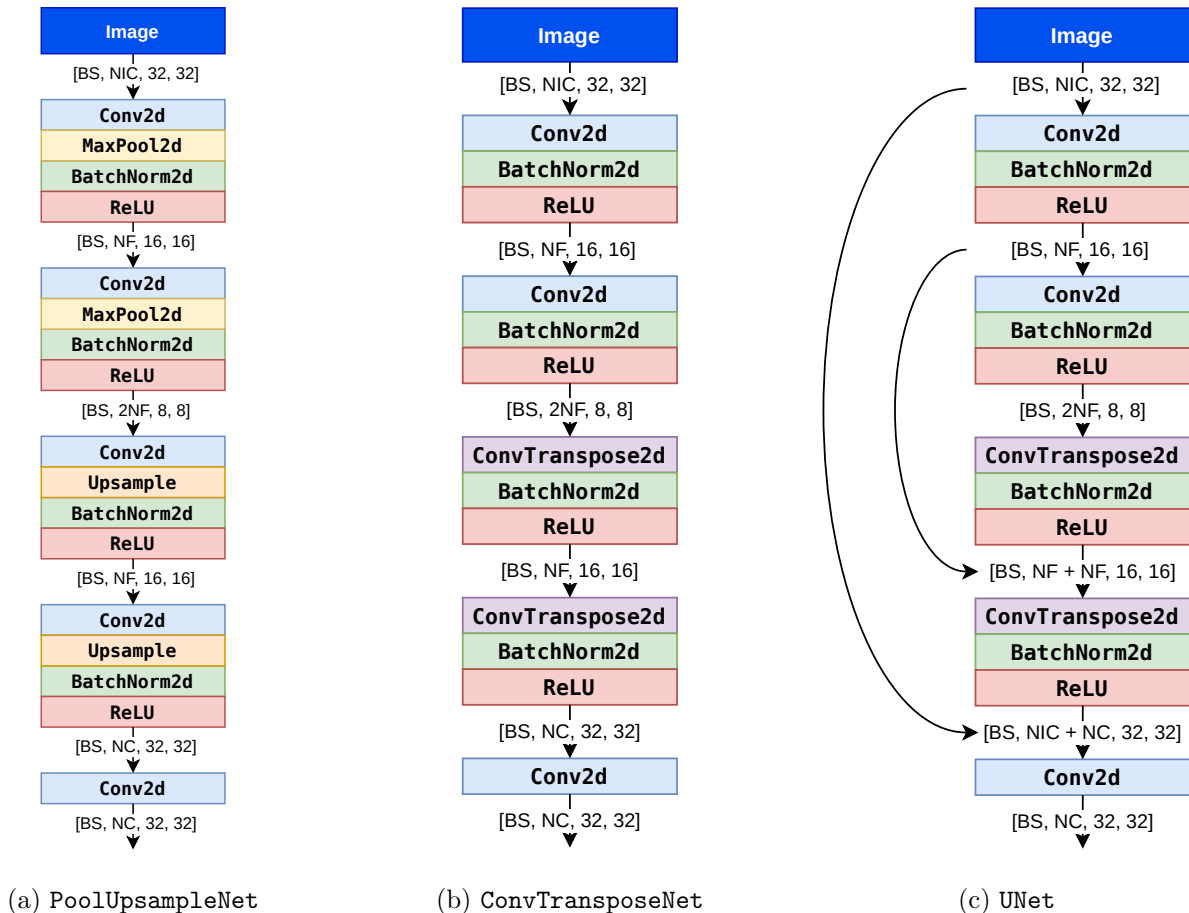 Image
[BS, NIC, 32, 32]
Conv2d
MaxPool2d
BatchNorm2d
ReLU
[BS, NF, 16, 16]
Conv2d
MaxPool2d
BatchNorm2d
ReLU
[BS, 2NF, 8, 8]
Conv2d
Upsample
BatchNorm2d
ReLU
[BS, NF, 16, 16]
Conv2d
Upsample
BatchNorm2d
ReLU
[BS, NC, 32, 32]
Conv2d
[BS, NC, 32, 32]
(a) PoolUpsampleNet
Image
[BS, NIC, 32, 32]
Conv2d
BatchNorm2d
ReLU
[BS, NF, 16, 16]
Conv2d
BatchNorm2d
ReLU
[BS, 2NF, 8, 8]
ConvTranspose2d
BatchNorm2d
ReLU
[BS, NF, 16, 16]
ConvTranspose2d
BatchNorm2d
ReLU
[BS, NC, 32, 32]
Conv2d
[BS, NC, 32, 32]
(b) ConvTransposeNet
Image
[BS, NIC, 32, 32]
Conv2d
BatchNorm2d
ReLU
[BS, NF, 16, 16]
Conv2d
BatchNorm2d
ReLU
[BS, 2NF, 8, 8]
ConvTranspose2d
BatchNorm2d
ReLU
[BS, NF + NF, 16, 16]
ConvTranspose2d
BatchNorm2d
ReLU
[BS, NIC + NC, 32, 32]
Conv2d
[BS, NC, 32, 32]
(c) UNet